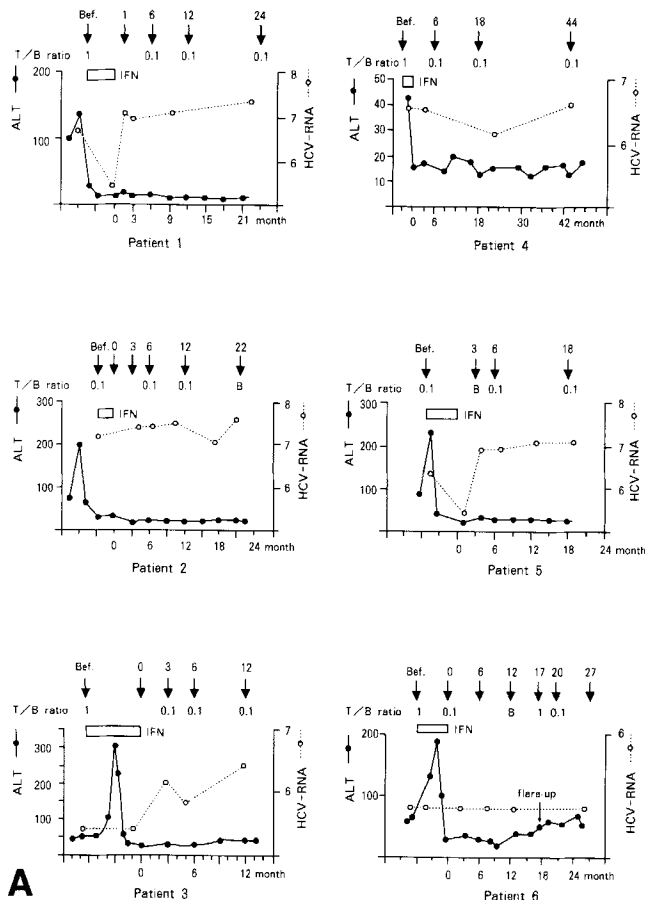 Bef. 1 6 12 24
T/B ratio 1 0.1 0.1 0.1
IFN
200
100
0
ALT
8
7
6
HCV-RNA
0 3 9 15 21 month
Patient 1
Bef. 6 18 44
T/B ratio 1 0.1 0.1 0.1
IFN
50
40
30
20
10
ALT
7
6
HCV-RNA
0 6 18 30 42 month
Patient 4
Bef. 0 3 6 12 22
T/B ratio 0.1 0.1 0.1 B
IFN
300
200
100
ALT
8
7
6
HCV-RNA
0 6 12 18 24 month
Patient 2
Bef. 3 6 18
T/B ratio 0.1 B 0.1 0.1
IFN
300
200
100
ALT
8
7
6
HCV-RNA
0 6 12 18 month
Patient 5
Bef. 0 3 6 12
T/B ratio 1 0.1 0.1 0.1
IFN
300
200
100
50
0
ALT
7
6
HCV-RNA
0 6 12 month
Patient 3
Bef. 0 6 12 17 20 27
T/B ratio 1 0.1 B 1 0.1
IFN
200
100
ALT
flare-up
6
HCV-RNA
0 6 12 18 24 month
Patient 6
A